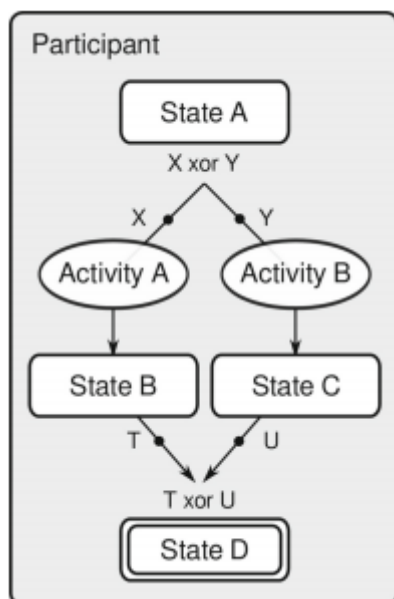 Participant
State A
X xor Y
X Y
Activity A Activity B
State B State C
T U
T xor U
State D